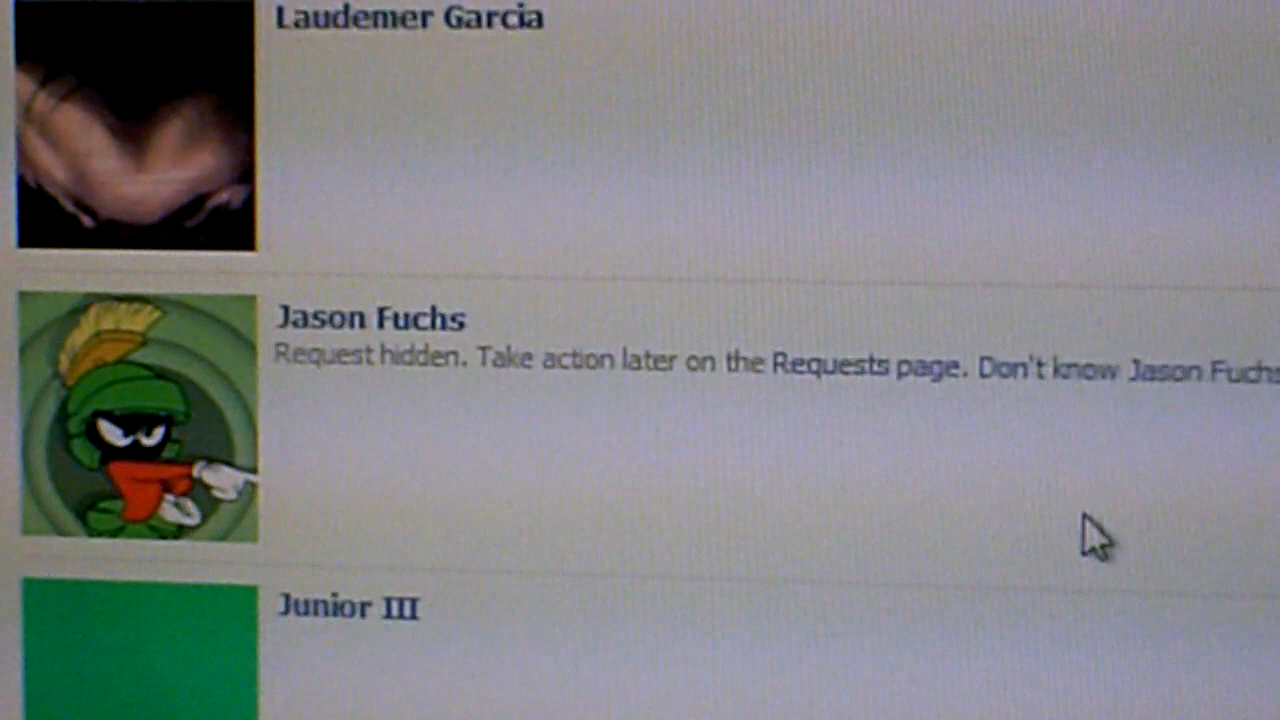 Laudemer Garcia
Jason Fuchs
Request hidden. Take action later on the Requests page. Don't know Jason Fuchs
Junior III